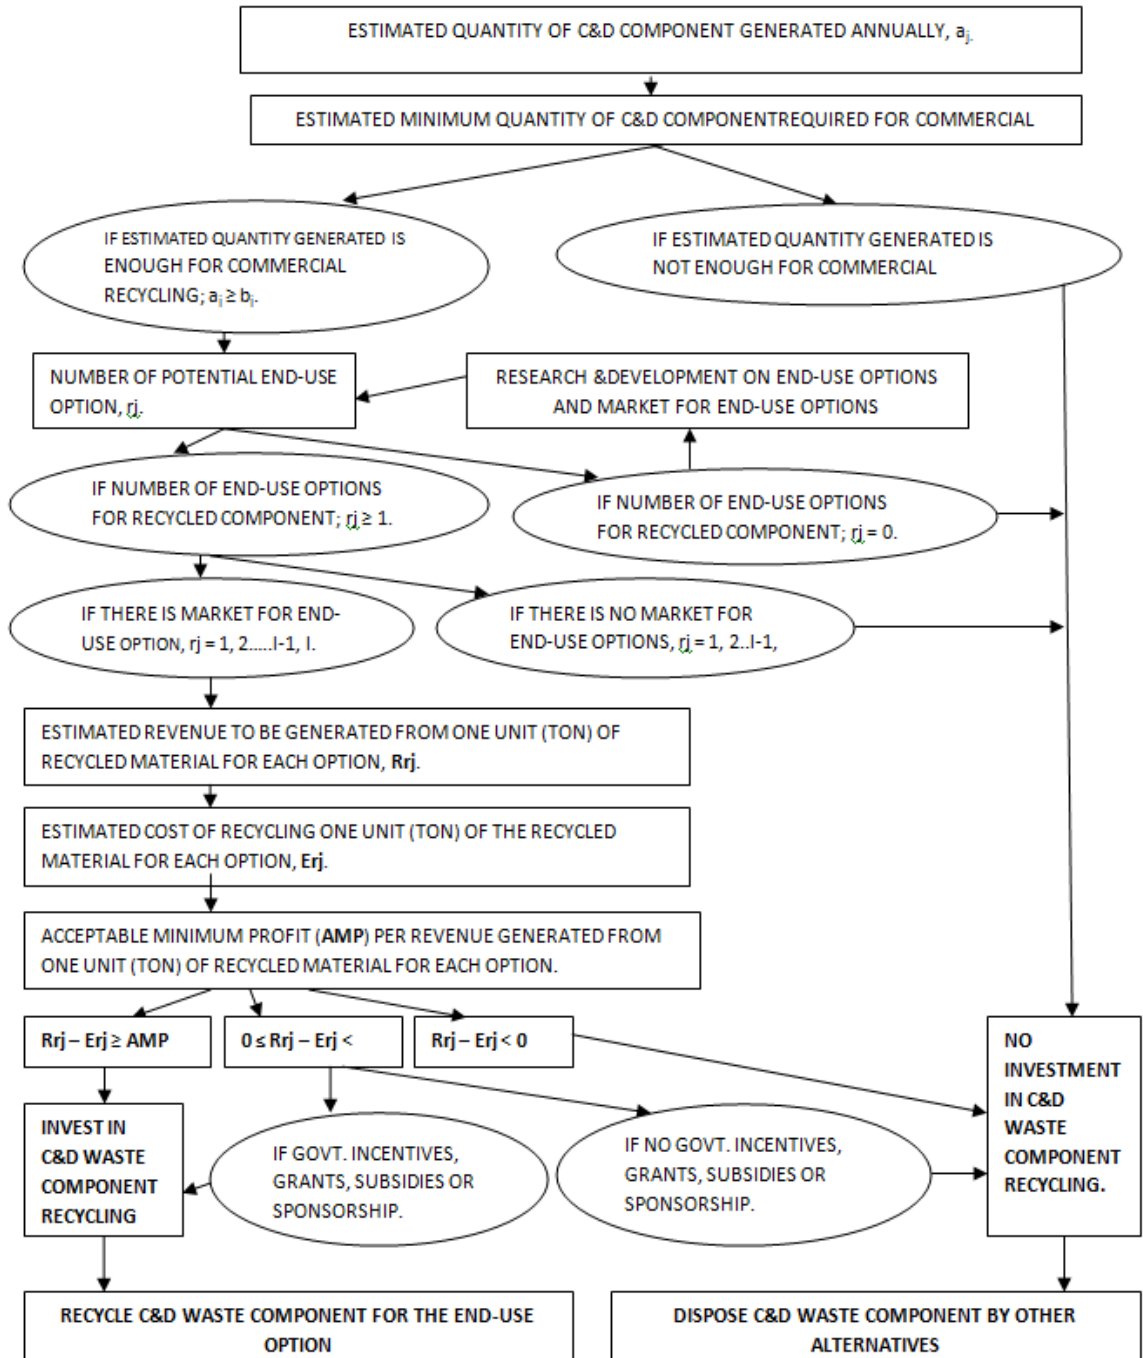 ESTIMATED QUANTITY OF C&D COMPONENT GENERATED ANNUALLY, aj.
ESTIMATED MINIMUM QUANTITY OF C&D COMPONENTREQUIRED FOR COMMERCIAL
IF ESTIMATED QUANTITY GENERATED IS
ENOUGH FOR COMMERCIAL
RECYCLING; aj ≥ bj.
IF ESTIMATED QUANTITY GENERATED IS
NOT ENOUGH FOR COMMERCIAL
NUMBER OF POTENTIAL END-USE
OPTION, rj.
RESEARCH &DEVELOPMENT ON END-USE OPTIONS
AND MARKET FOR END-USE OPTIONS
IF NUMBER OF END-USE OPTIONS
FOR RECYCLED COMPONENT; rj ≥ 1.
IF NUMBER OF END-USE OPTIONS
FOR RECYCLED COMPONENT; rj = 0.
IF THERE IS MARKET FOR END-
USE OPTION, rj = 1, 2.....I-1, I.
IF THERE IS NO MARKET FOR
END-USE OPTIONS, rj = 1, 2..I-1,
ESTIMATED REVENUE TO BE GENERATED FROM ONE UNIT (TON) OF
RECYCLED MATERIAL FOR EACH OPTION, Rrj.
ESTIMATED COST OF RECYCLING ONE UNIT (TON) OF THE RECYCLED
MATERIAL FOR EACH OPTION, Erj.
ACCEPTABLE MINIMUM PROFIT (AMP) PER REVENUE GENERATED FROM
ONE UNIT (TON) OF RECYCLED MATERIAL FOR EACH OPTION.
Rrj – Erj ≥ AMP
0 ≤ Rrj – Erj <
Rrj – Erj < 0
NO
INVESTMENT
IN C&D
WASTE
COMPONENT
RECYCLING.
INVEST IN
C&D WASTE
COMPONENT
RECYCLING
IF GOVT. INCENTIVES,
GRANTS, SUBSIDIES OR
SPONSORSHIP.
IF NO GOVT. INCENTIVES,
GRANTS, SUBSIDIES OR
SPONSORSHIP.
RECYCLE C&D WASTE COMPONENT FOR THE END-USE
OPTION
DISPOSE C&D WASTE COMPONENT BY OTHER
ALTERNATIVES